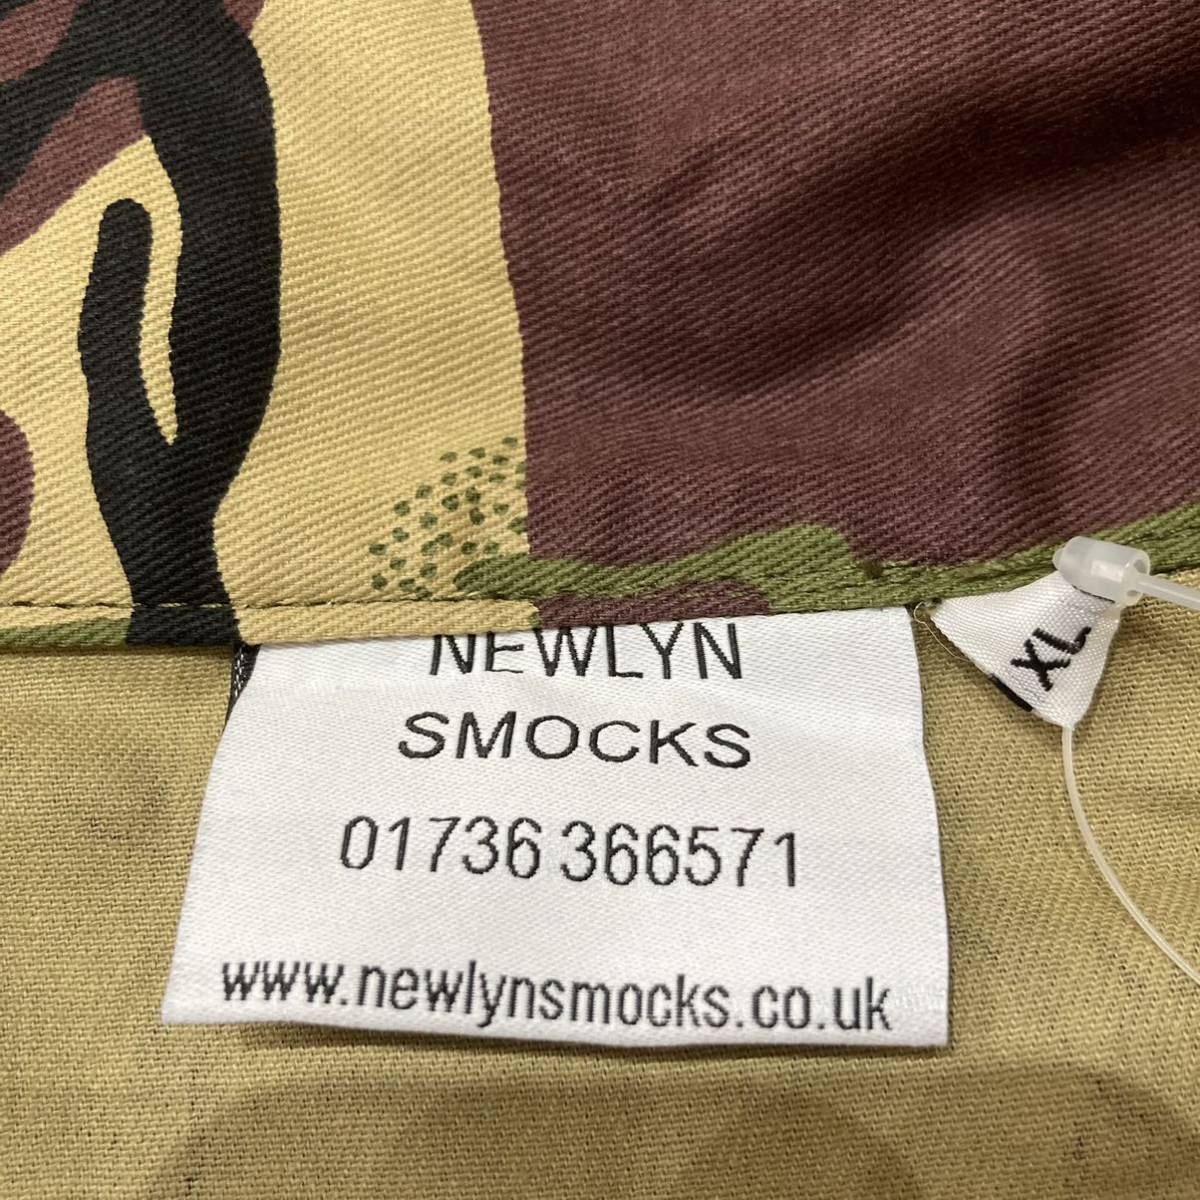 NEWLYN
SMOCKS
01736 366571
www.newlynsmocks.co.uk
XL